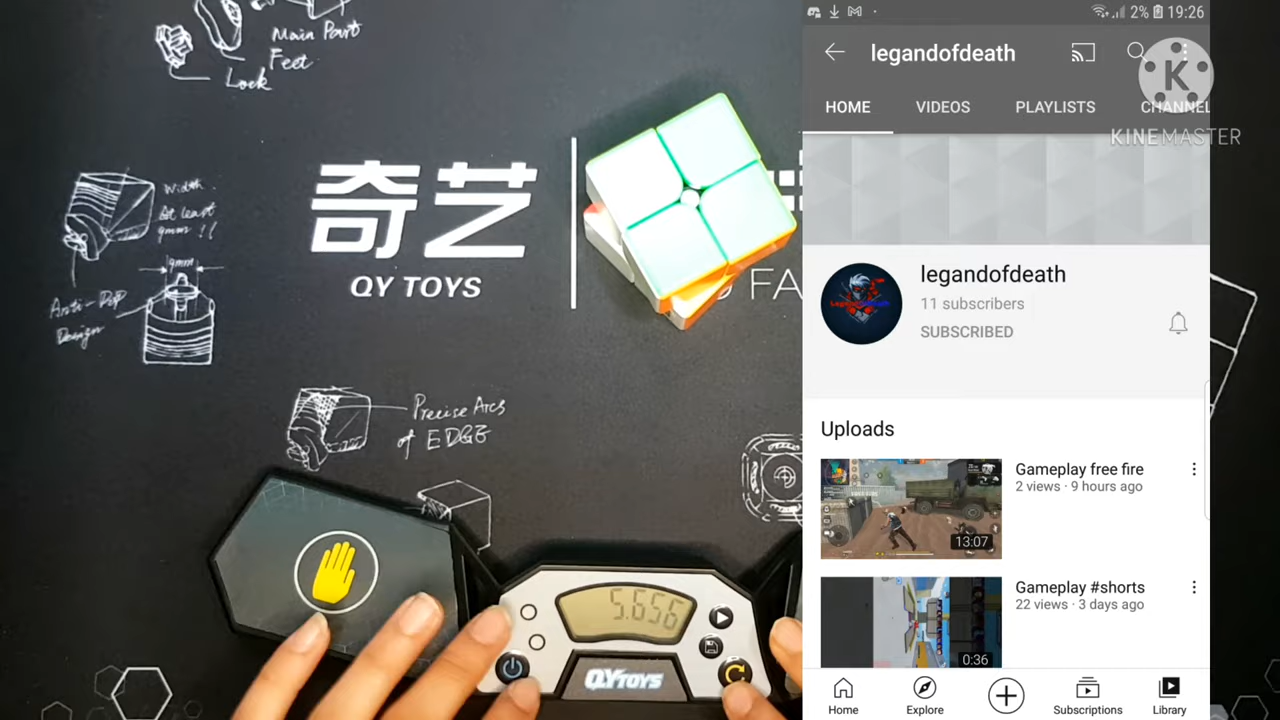 Main Part
Feet
Lock
Width
At least
9mm !!
9mm
Anti-Pop
Design
奇艺
QY TOYS
FA
Precise Arcs
of EDGE
5.656
QYTOYS
2% 19:26
legandofdeath
HOME VIDEOS PLAYLISTS CHANNEL
K
KINEMASTER
legandofdeath
11 subscribers
SUBSCRIBED
Uploads
Gameplay free fire
2 views · 9 hours ago
13:07
Gameplay #shorts
22 views · 3 days ago
0:36
Home Explore Subscriptions Library